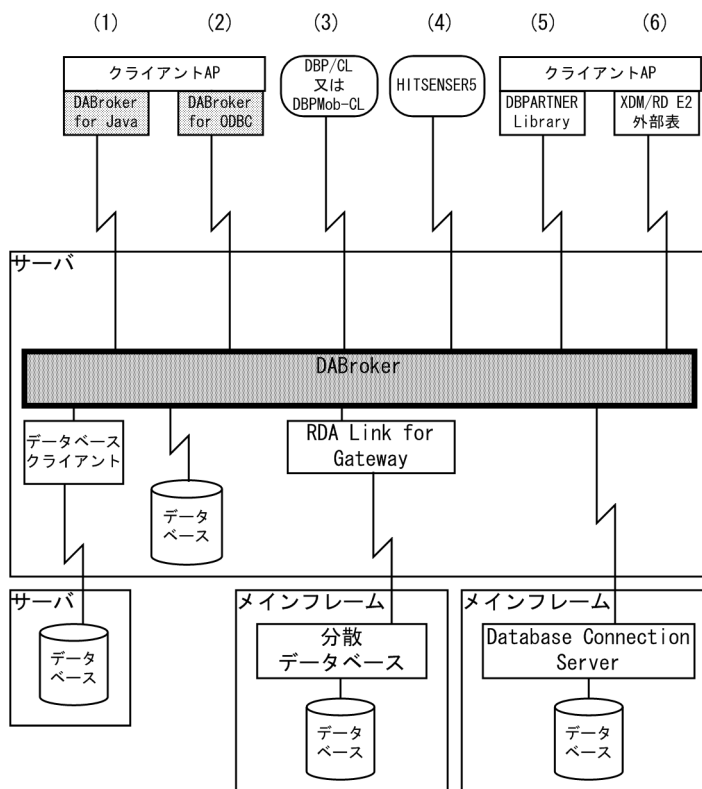 (1) (2) (3) (4) (5) (6)
クライアントAP
DABroker
for Java
DABroker
for ODBC
DBP/CL
又は
DBPMob-CL
HITSENSER5
クライアントAP
DBPARTNER
Library
XDM/RD E2
外部表
サーバ
DABroker
データベース
クライアント
データ
ベース
RDA Link for
Gateway
サーバ
データ
ベース
メインフレーム
分散
データベース
データ
ベース
メインフレーム
Database Connection
Server
データ
ベース